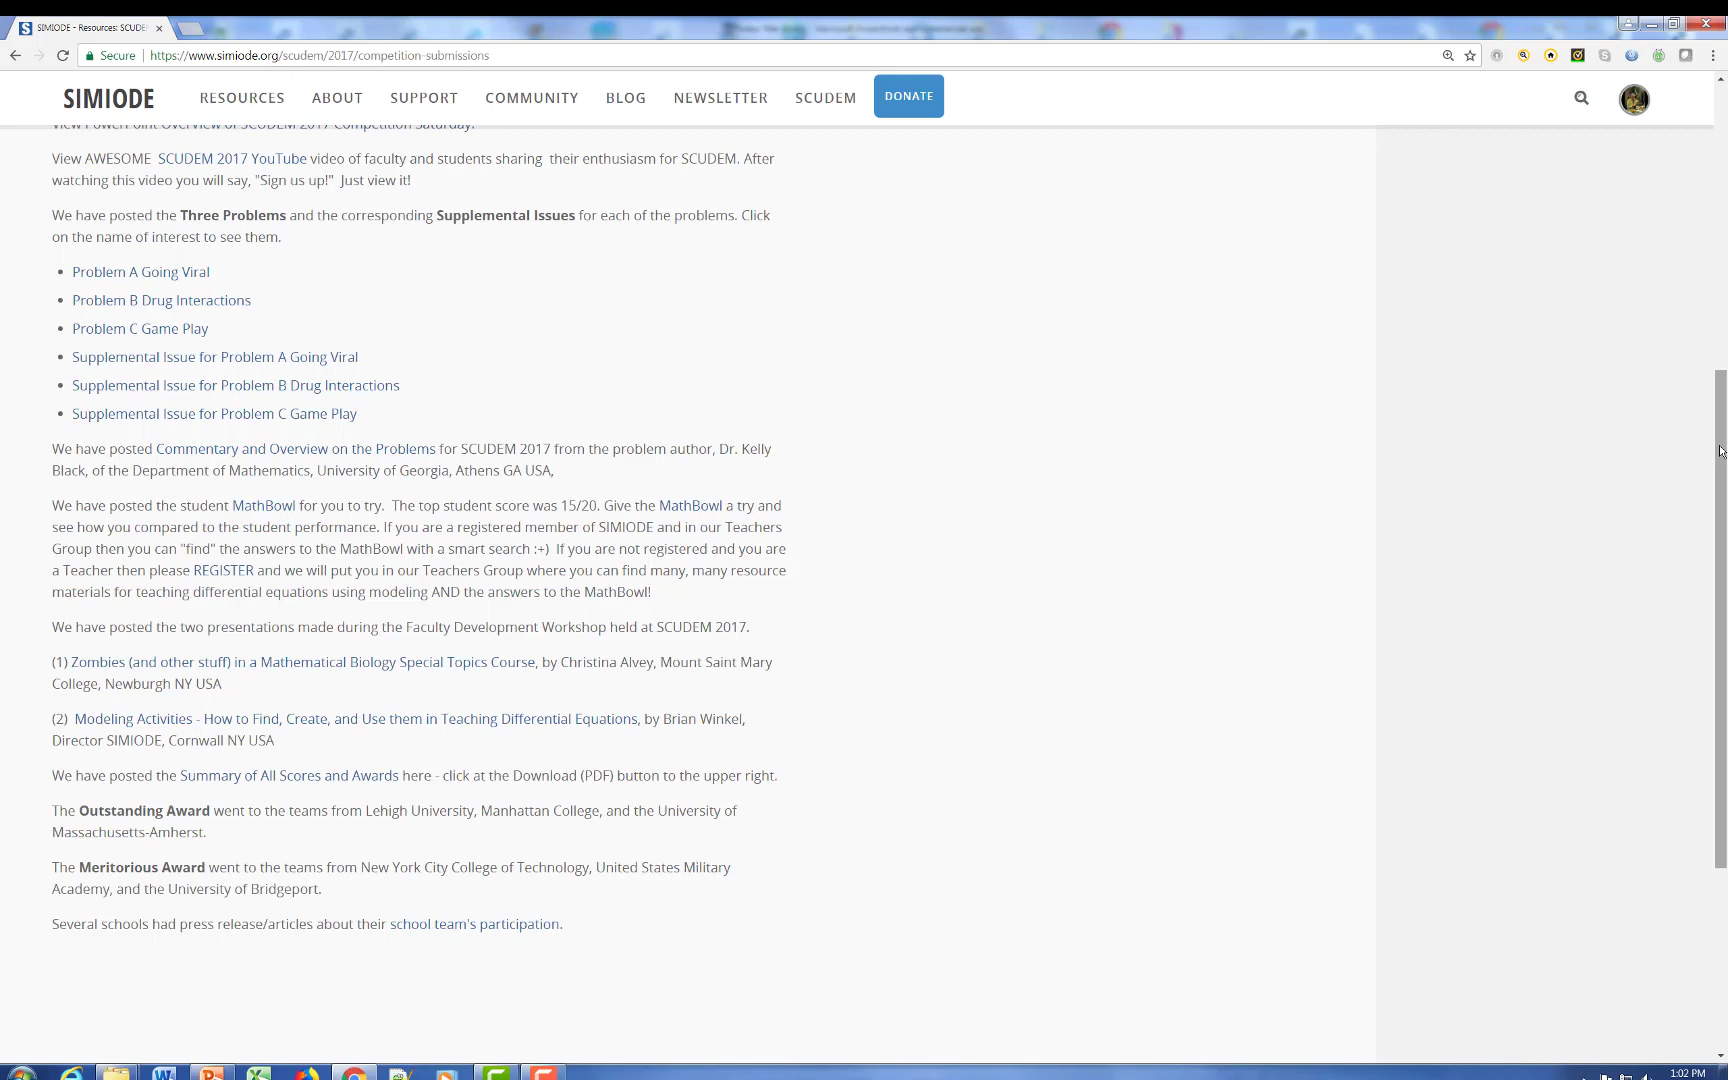 SIMIODE - Resources: SCUDE
Secure https://www.simiode.org/scudem/2017/competition-submissions
SIMIODE RESOURCES ABOUT SUPPORT COMMUNITY BLOG NEWSLETTER SCUDEM DONATE
View PowerPoint Overview of SCUDEM 2017 Competition Saturday.
View AWESOME SCUDEM 2017 YouTube video of faculty and students sharing their enthusiasm for SCUDEM. After
watching this video you will say, "Sign us up!" Just view it!
We have posted the Three Problems and the corresponding Supplemental Issues for each of the problems. Click
on the name of interest to see them.
• Problem A Going Viral
• Problem B Drug Interactions
• Problem C Game Play
• Supplemental Issue for Problem A Going Viral
• Supplemental Issue for Problem B Drug Interactions
• Supplemental Issue for Problem C Game Play
We have posted Commentary and Overview on the Problems for SCUDEM 2017 from the problem author, Dr. Kelly
Black, of the Department of Mathematics, University of Georgia, Athens GA USA,
We have posted the student MathBowl for you to try. The top student score was 15/20. Give the MathBowl a try and
see how you compared to the student performance. If you are a registered member of SIMIODE and in our Teachers
Group then you can "find" the answers to the MathBowl with a smart search :+) If you are not registered and you are
a Teacher then please REGISTER and we will put you in our Teachers Group where you can find many, many resource
materials for teaching differential equations using modeling AND the answers to the MathBowl!
We have posted the two presentations made during the Faculty Development Workshop held at SCUDEM 2017.
(1) Zombies (and other stuff) in a Mathematical Biology Special Topics Course, by Christina Alvey, Mount Saint Mary
College, Newburgh NY USA
(2) Modeling Activities - How to Find, Create, and Use them in Teaching Differential Equations, by Brian Winkel,
Director SIMIODE, Cornwall NY USA
We have posted the Summary of All Scores and Awards here - click at the Download (PDF) button to the upper right.
The Outstanding Award went to the teams from Lehigh University, Manhattan College, and the University of
Massachusetts-Amherst.
The Meritorious Award went to the teams from New York City College of Technology, United States Military
Academy, and the University of Bridgeport.
Several schools had press release/articles about their school team's participation.
1:02 PM